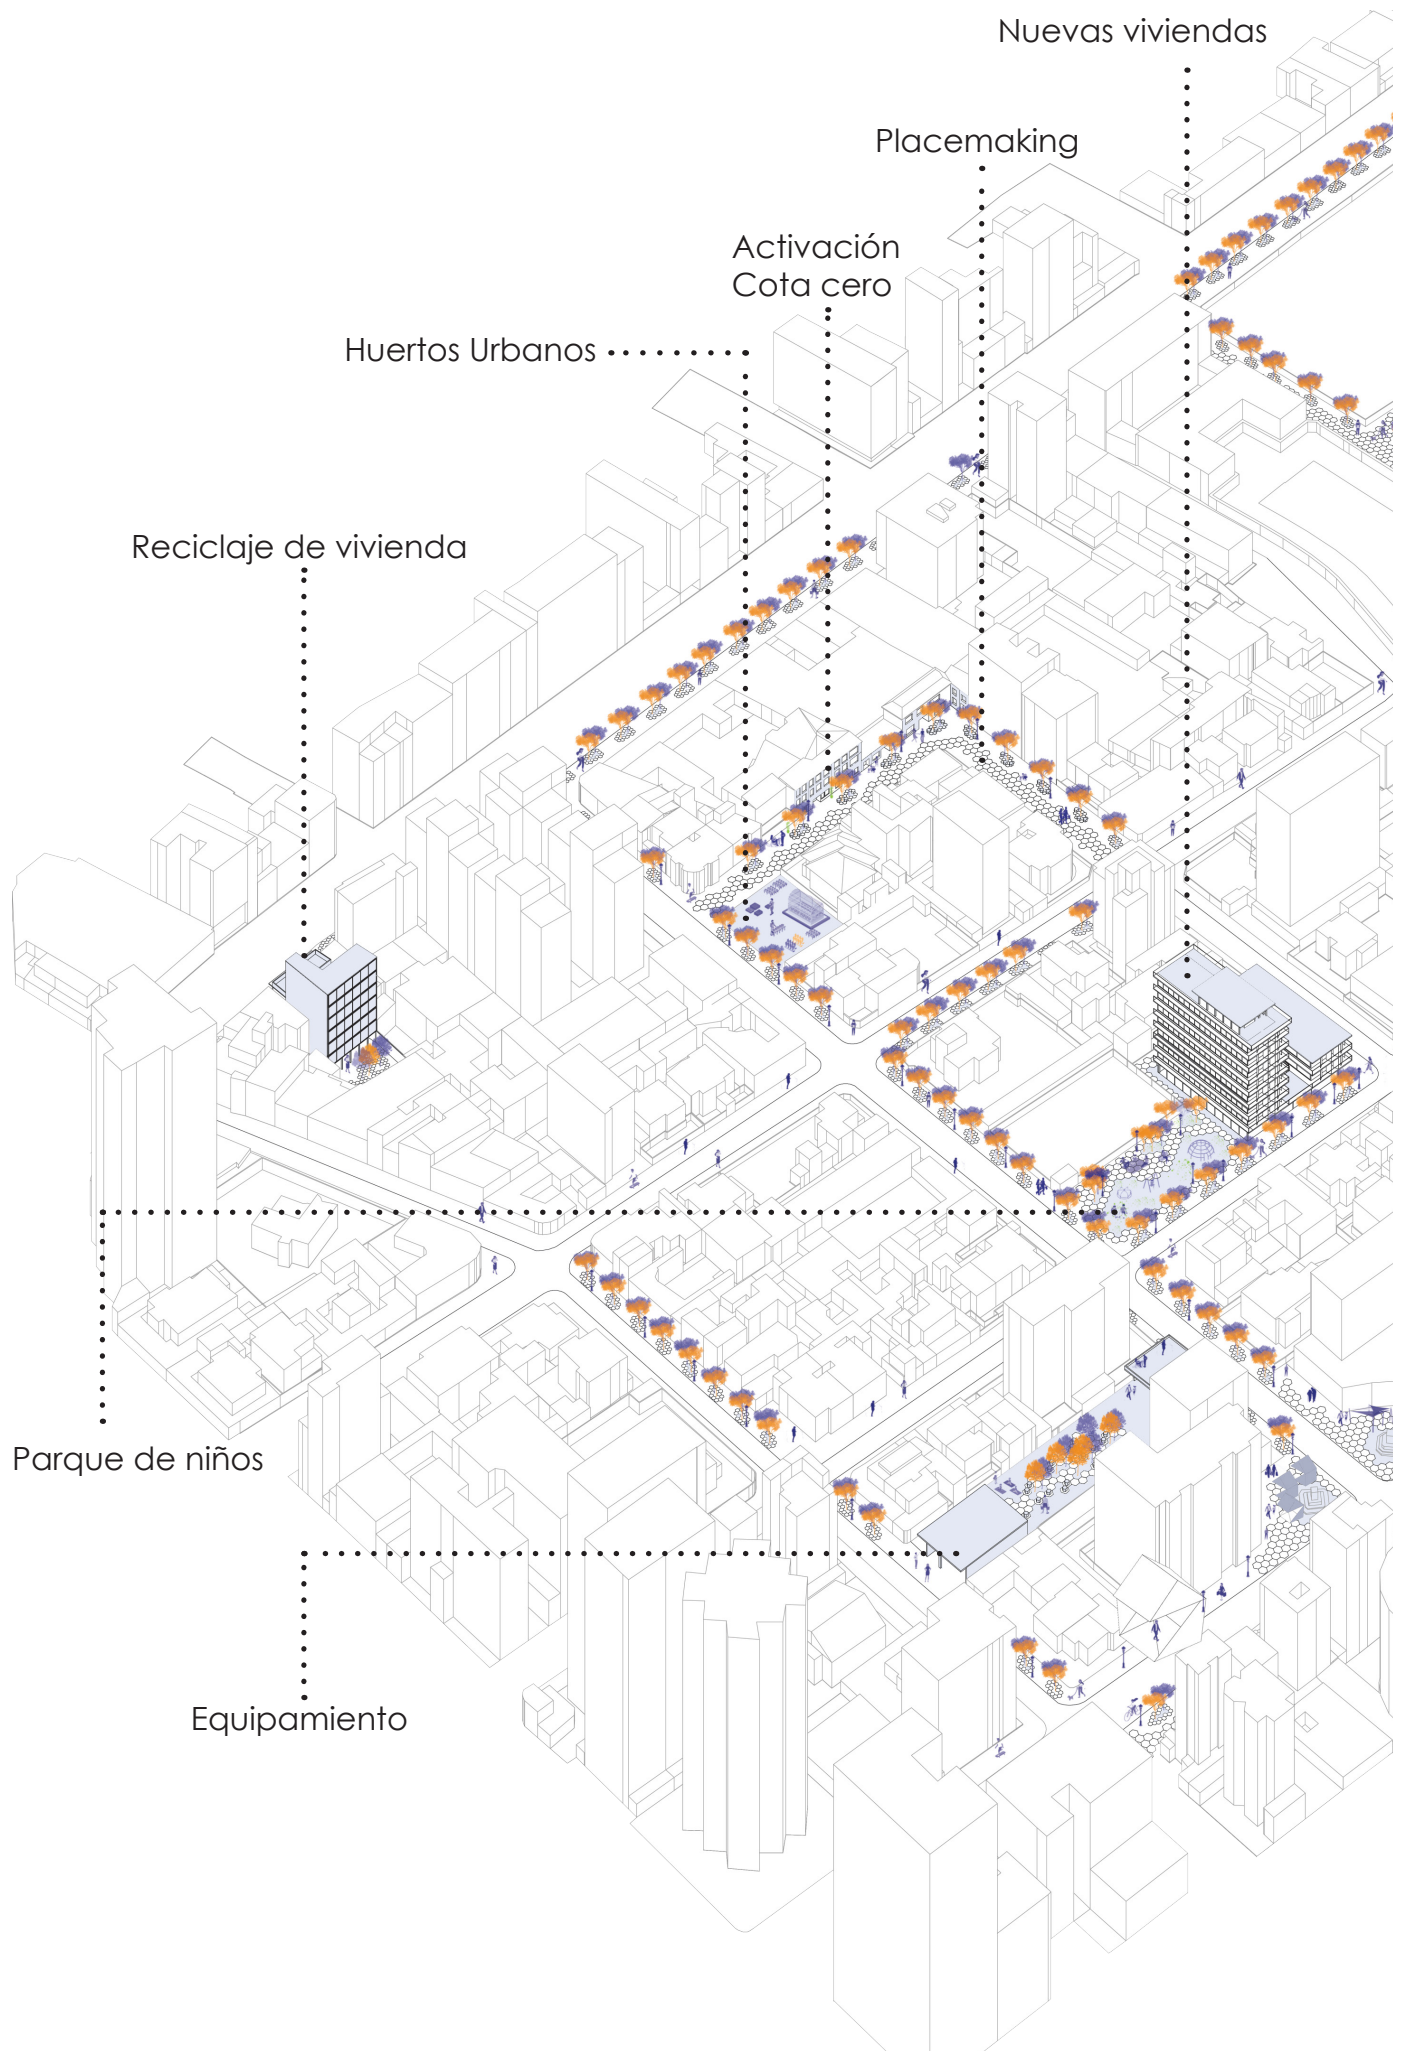 Nuevas viviendas
Placemaking
Activación
Cota cero
Huertos Urbanos
Reciclaje de vivienda
Parque de niños
Equipamiento